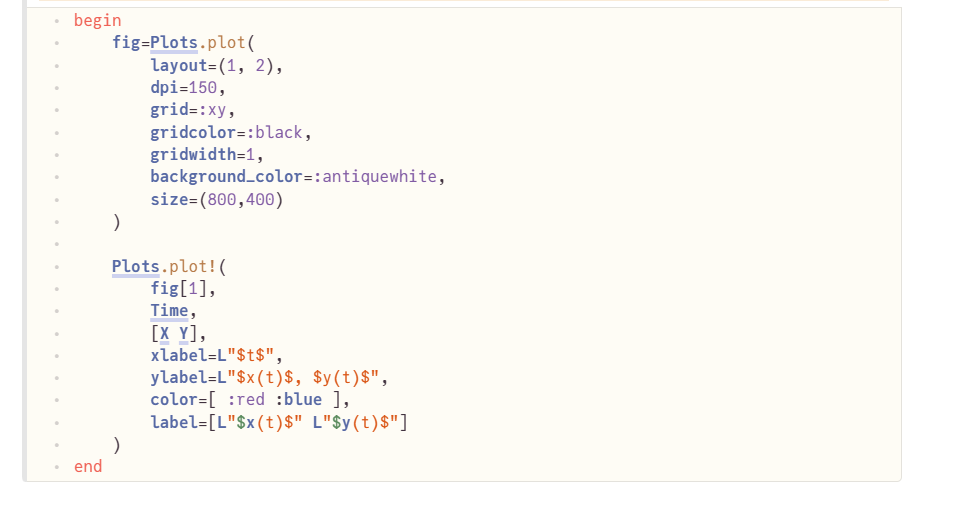 begin
    fig=Plots.plot(
        layout=(1, 2),
        dpi=150,
        grid=:xy,
        gridcolor=:black,
        gridwidth=1,
        background_color=:antiquewhite,
        size=(800,400)
    )

    Plots.plot!(
        fig[1],
        Time,
        [X Y],
        xlabel=L"$t$",
        ylabel=L"$x(t)$, $y(t)$",
        color=[ :red :blue ],
        label=[L"$x(t)$" L"$y(t)$"]
    )
end